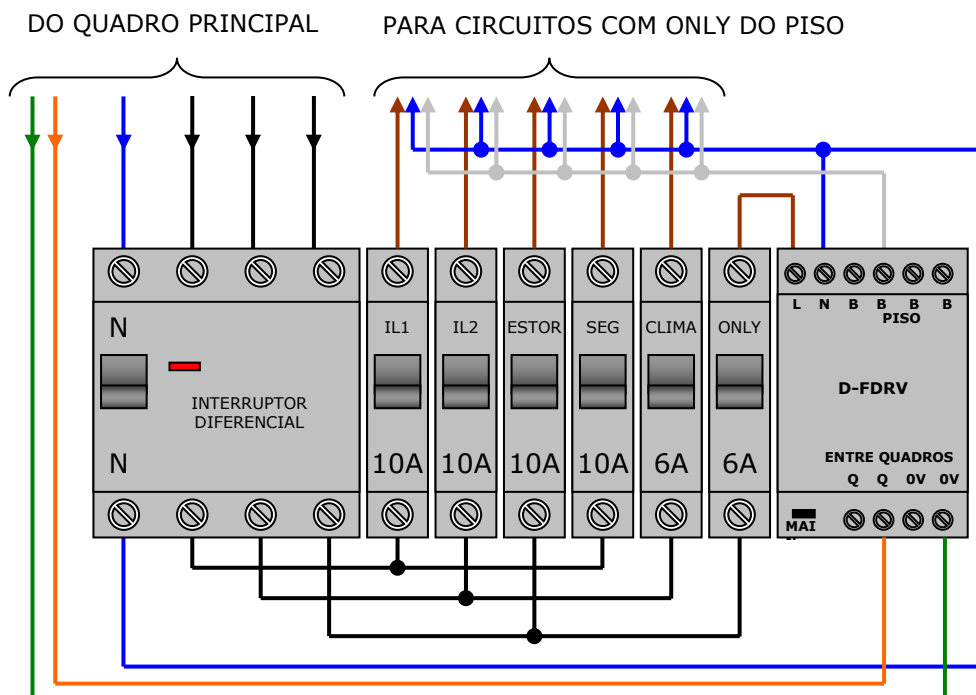 DO QUADRO PRINCIPAL
PARA CIRCUITOS COM ONLY DO PISO
N
IL1
IL2
ESTOR
SEG
CLIMA
ONLY
L N B B B B
PISO
INTERRUPTOR
DIFERENCIAL
D-FDRV
N
10A
10A
10A
10A
6A
6A
ENTRE QUADROS
Q Q 0V 0V
MAI